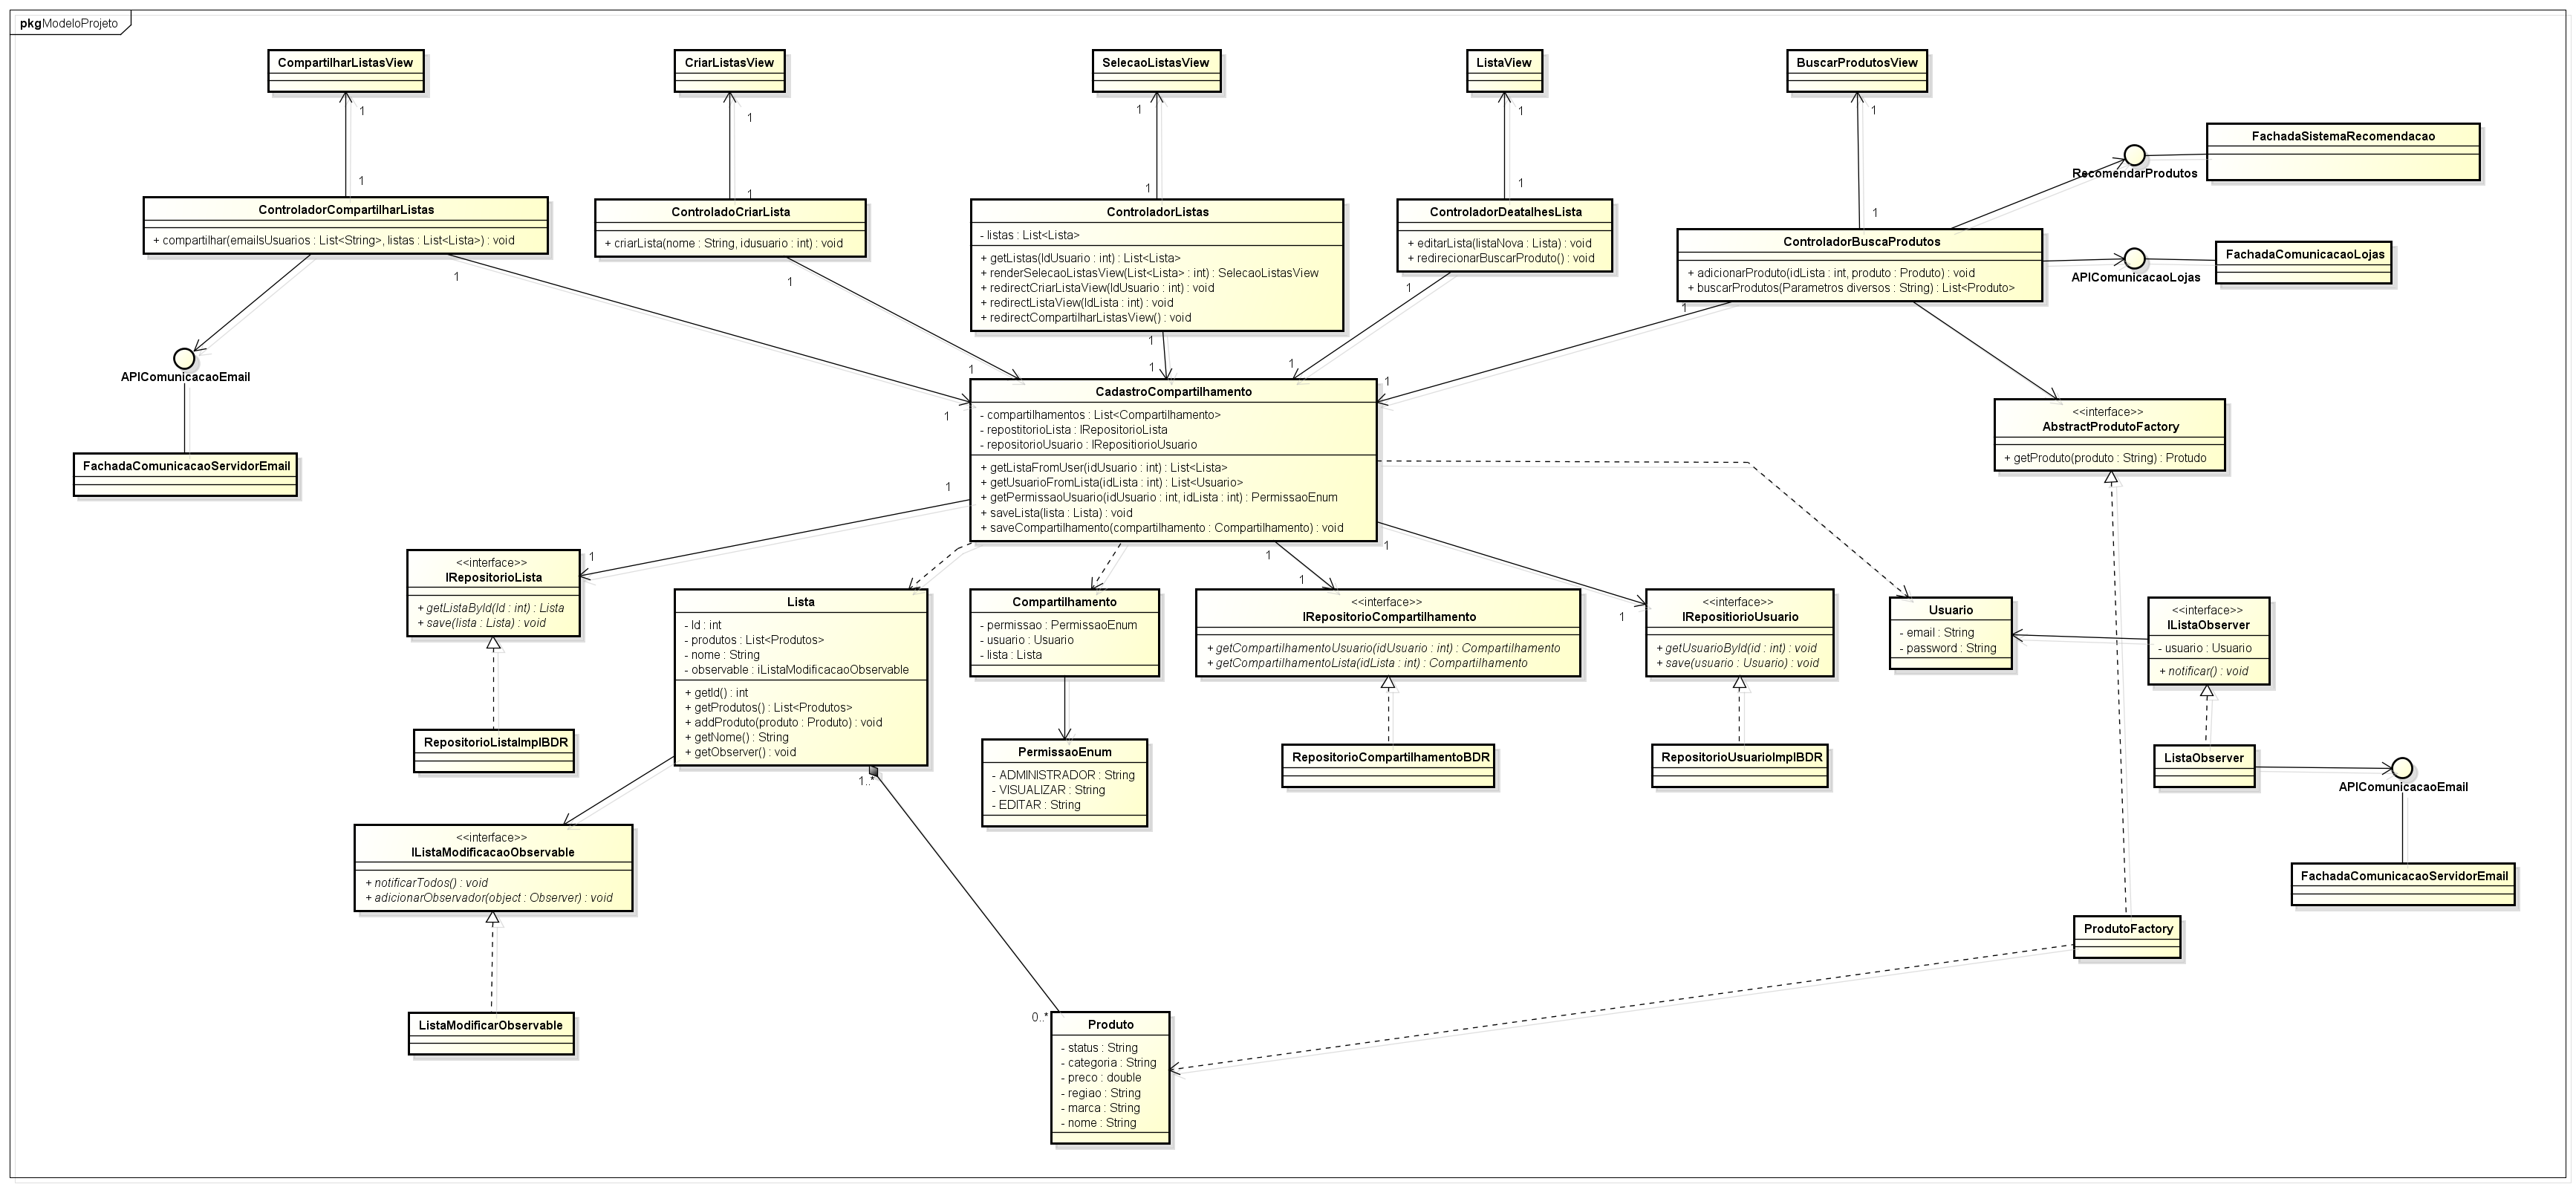 pkg ModeloProjeto
CompartilharListasView
CriarListasView
SelecaoListasView
ListaView
BuscarProdutosView
1
1
1
1
1
FachadaSistemaRecomendacao
RecomendarProdutos
1
1
1
1
1
ControladorCompartilharListas
+ compartilhar(emailsUsuarios : List<String>, listas : List<Lista>) : void
ControladoCriarLista
+ criarLista(nome : String, idusuario : int) : void
ControladorListas
- listas : List<Lista>
+ getListas(IdUsuario : int) : List<Lista>
+ renderSelecaoListasView(List<Lista> : int) : SelecaoListasView
+ redirectCriarListaView(IdUsuario : int) : void
+ redirectListaView(IdLista : int) : void
+ redirectCompartilharListasView() : void
ControladorDeatalhesLista
+ editarLista(listaNova : Lista) : void
+ redirecionarBuscarProduto() : void
ControladorBuscaProdutos
+ adicionarProduto(idLista : int, produto : Produto) : void
+ buscarProdutos(Parametros diversos : String) : List<Produto>
FachadaComunicacaoLojas
APIComunicacaoLojas
1
1
1
1
1
APIComunicacaoEmail
1
1
1
1
1
FachadaComunicacaoServidorEmail
CadastroCompartilhamento
- compartilhamentos : List<Compartilhamento>
- repostitorioLista : IRepositorioLista
- repositorioUsuario : IRepositiorioUsuario
+ getListaFromUser(idUsuario : int) : List<Lista>
+ getUsuarioFromLista(idLista : int) : List<Usuario>
+ getPermissaoUsuario(idUsuario : int, idLista : int) : PermissaoEnum
+ saveLista(lista : Lista) : void
+ saveCompartilhamento(compartilhamento : Compartilhamento) : void
<<interface>>
AbstractProdutoFactory
+ getProduto(produto : String) : Protudo
1
1
1
1
1
1
<<interface>>
IRepositorioLista
+ getListaById(Id : int) : Lista
+ save(lista : Lista) : void
Lista
- Id : int
- produtos : List<Produtos>
- nome : String
- observable : iListaModificacaoObservable
+ getId() : int
+ getProdutos() : List<Produtos>
+ addProduto(produto : Produto) : void
+ getNome() : String
+ getObserver() : void
Compartilhamento
- permissao : PermissaoEnum
- usuario : Usuario
- lista : Lista
<<interface>>
IRepositorioCompartilhamento
+ getCompartilhamentoUsuario(idUsuario : int) : Compartilhamento
+ getCompartilhamentoLista(idLista : int) : Compartilhamento
<<interface>>
IRepositiorioUsuario
+ getUsuarioById(id : int) : void
+ save(usuario : Usuario) : void
Usuario
- email : String
- password : String
<<interface>>
IListaObserver
- usuario : Usuario
+ notificar() : void
RepositorioListaImplBDR
PermissaoEnum
- ADMINISTRADOR : String
- VISUALIZAR : String
- EDITAR : String
RepositorioCompartilhamentoBDR
RepositorioUsuarioImplBDR
ListaObserver
APIComunicacaoEmail
1..*
<<interface>>
IListaModificacaoObservable
+ notificarTodos() : void
+ adicionarObservador(object : Observer) : void
FachadaComunicacaoServidorEmail
ProdutoFactory
ListaModificarObservable
0..*
Produto
- status : String
- categoria : String
- preco : double
- regiao : String
- marca : String
- nome : String